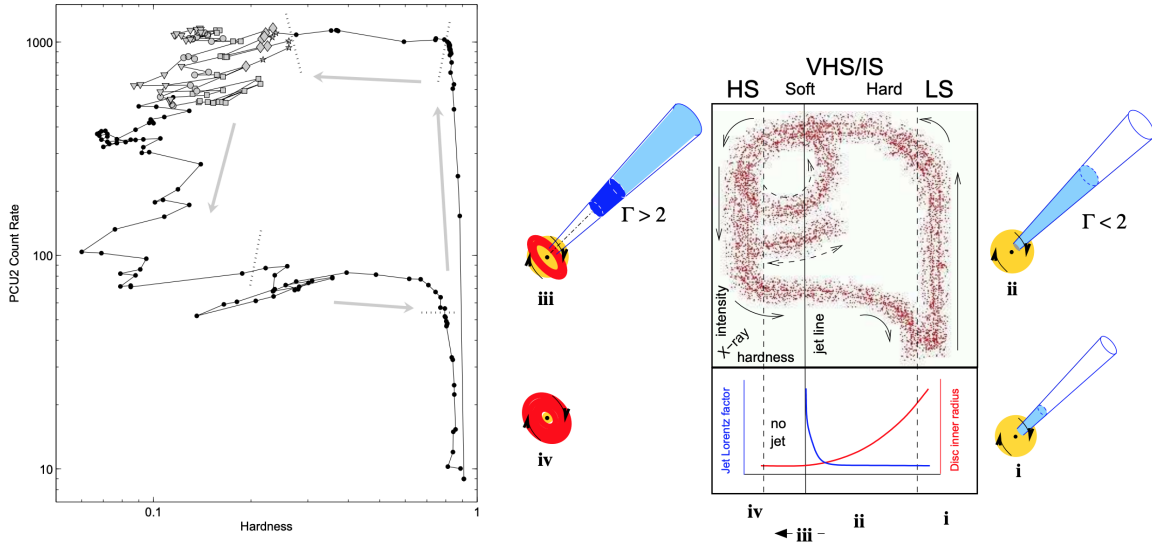 1000
100
10
PCU2 Count Rate
0.1
1
Hardness
VHS/IS
HS
Soft
Hard
LS
Γ > 2
Γ < 2
iii
ii
iv
i
X-ray
intensity
hardness
jet line
Jet Lorentz factor
no
jet
Disc inner radius
iv
iii
ii
i